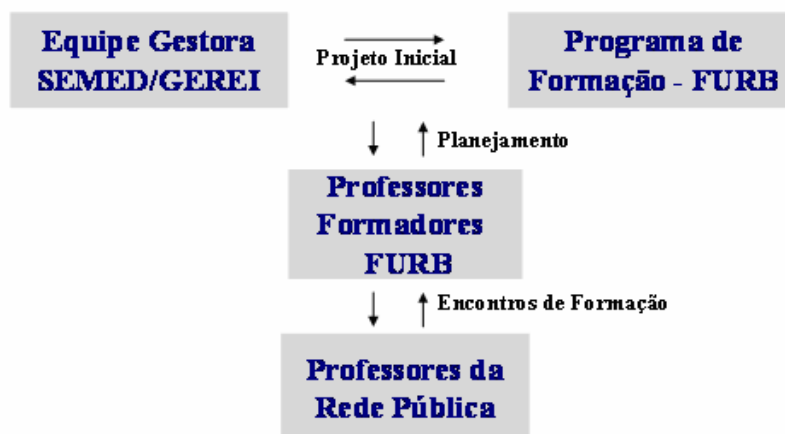 Equipe Gestora
SEMED/GEREI
Projeto Inicial
Programa de
Formação - FURB
Planejamento
Professores
Formadores
FURB
Encontros de Formação
Professores da
Rede Pública